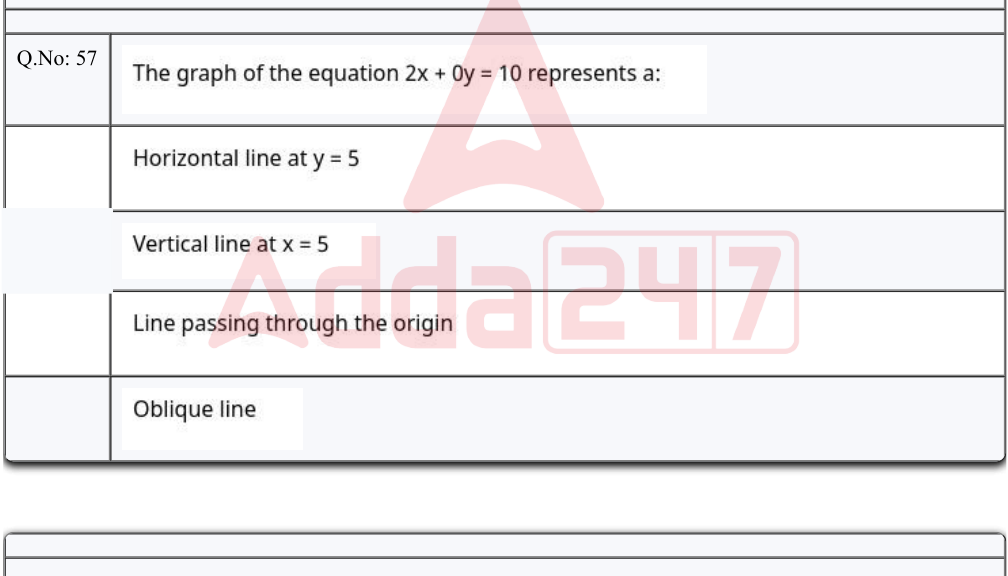 Q.No: 57
The graph of the equation 2x + 0y = 10 represents a:
Horizontal line at y = 5
Vertical line at x = 5
Line passing through the origin
Oblique line
Adda247